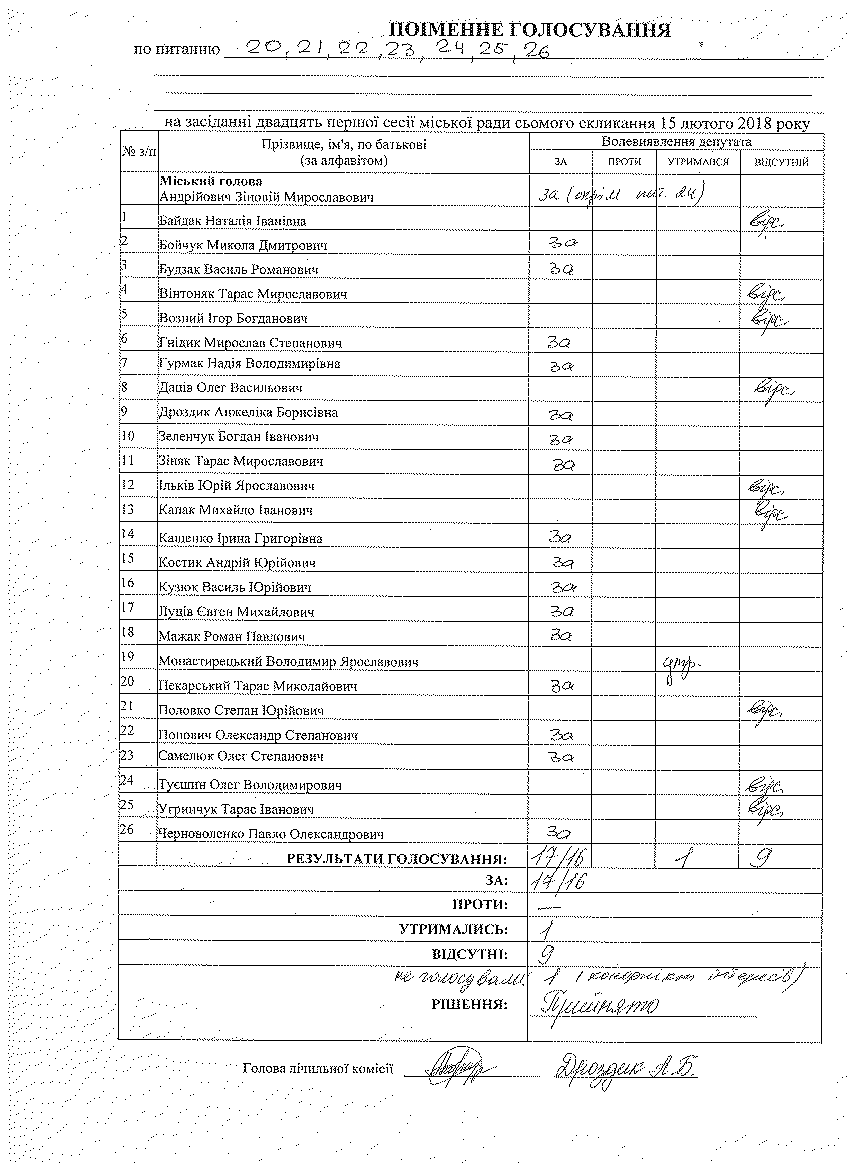 ПОІМЕННЕ ГОЛОСУВАННЯ
по питанню 20, 21, 22, 23, 24, 25, 26
на засіданні двадцять першої сесії міської ради сьомого скликання 15 лютого 2018 року
№ з/п Прізвище, ім'я, по батькові (за алфавітом) Волевиявлення депутата
ЗА ПРОТИ УТРИМАВСЯ ВІДСУТНІЙ
Міський голова
Андрійович Зіновій Мирославович за (окрім пит. 24)
1 Байдак Наталія Іванівна відс.
2 Бойчук Микола Дмитрович за
3 Будзак Василь Романович за
4 Вінтоняк Тарас Мирославович відс.
5 Возний Ігор Богданович відс.
6 Гнідик Мирослав Степанович за
7 Гурмак Надія Володимирівна за
8 Даців Олег Васильович відс.
9 Дроздик Анжеліка Борисівна за
10 Зеленчук Богдан Іванович за
11 Зіняк Тарас Мирославович за
12 Ільків Юрій Ярославович відс.
13 Капак Михайло Іванович відс.
14 Кащенко Ірина Григорівна за
15 Костик Андрій Юрійович за
16 Кузюк Василь Юрійович за
17 Луців Євген Михайлович за
18 Мажак Роман Павлович за
19 Монастирецький Володимир Ярославович утр.
20 Пекарський Тарас Миколайович за
21 Половко Степан Юрійович відс.
22 Попович Олександр Степанович за
23 Самелюк Олег Степанович за
24 Туєшин Олег Володимирович відс.
25 Угринчук Тарас Іванович відс.
26 Черноволенко Павло Олександрович за
РЕЗУЛЬТАТИ ГОЛОСУВАННЯ: 17/16 1 9
ЗА: 17/16
ПРОТИ: —
УТРИМАЛИСЬ: 1
ВІДСУТНІ: 9
не голосували: 1 (конфлікт інтересів)
РІШЕННЯ: Прийнято
Голова лічильної комісії Дроздик А.Б.